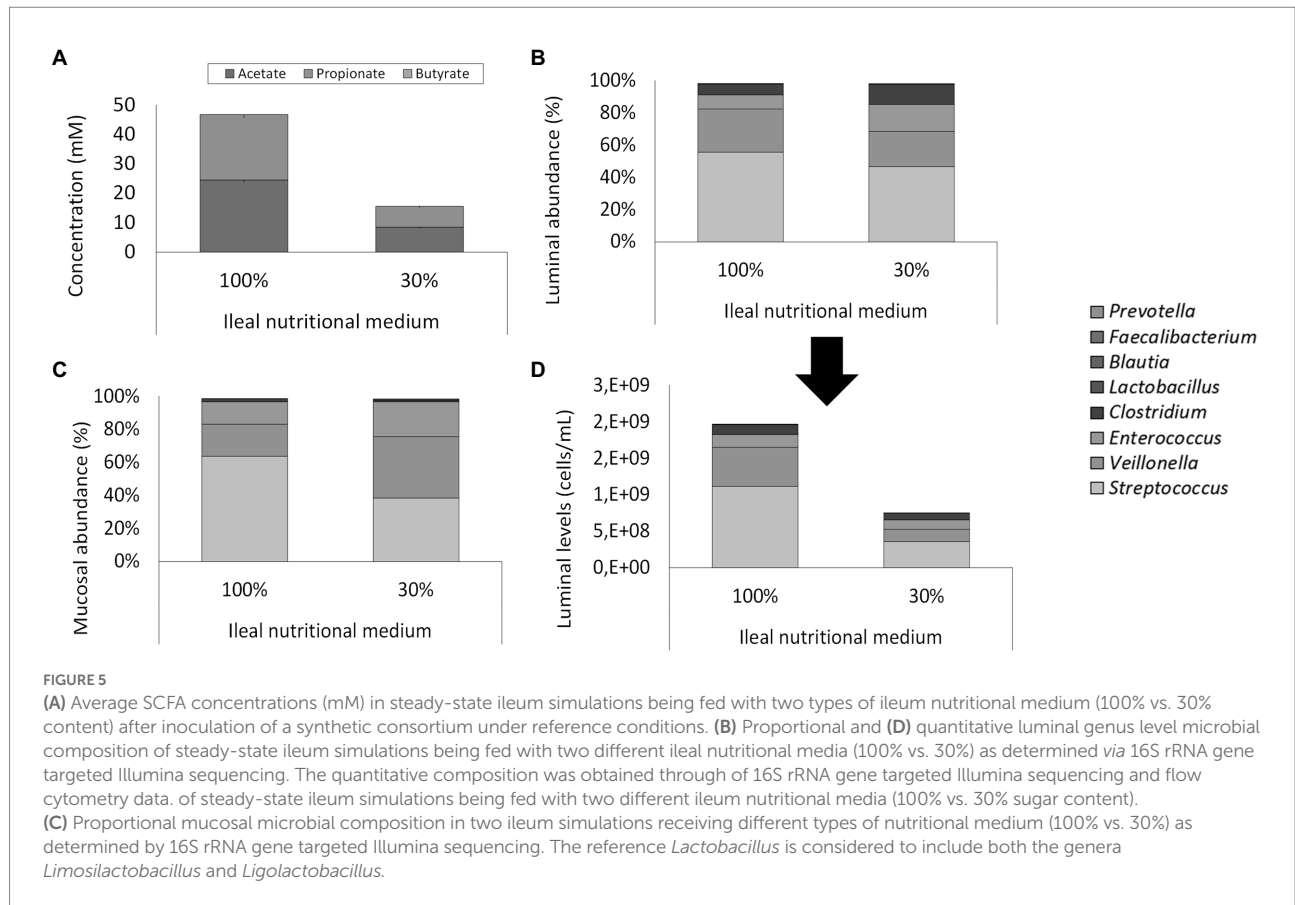 A
Acetate Propionate Butyrate
50
40
30
20
10
0
Concentration (mM)
100% 30%
Ileal nutritional medium
B
100%
80%
60%
40%
20%
0%
Luminal abundance (%)
100% 30%
Ileal nutritional medium
C
100%
80%
60%
40%
20%
0%
Mucosal abundance (%)
100% 30%
Ileal nutritional medium
D
3,E+09
2,E+09
2,E+09
1,E+09
5,E+08
0,E+00
Luminal levels (cells/mL)
100% 30%
Ileal nutritional medium
Prevotella
Faecalibacterium
Blautia
Lactobacillus
Clostridium
Enterococcus
Veillonella
Streptococcus
FIGURE 5
(A) Average SCFA concentrations (mM) in steady-state ileum simulations being fed with two types of ileum nutritional medium (100% vs. 30%
content) after inoculation of a synthetic consortium under reference conditions. (B) Proportional and (D) quantitative luminal genus level microbial
composition of steady-state ileum simulations being fed with two different ileal nutritional media (100% vs. 30%) as determined via 16S rRNA gene
targeted Illumina sequencing. The quantitative composition was obtained through of 16S rRNA gene targeted Illumina sequencing and flow
cytometry data. of steady-state ileum simulations being fed with two different ileum nutritional media (100% vs. 30% sugar content).
(C) Proportional mucosal microbial composition in two ileum simulations receiving different types of nutritional medium (100% vs. 30%) as
determined by 16S rRNA gene targeted Illumina sequencing. The reference Lactobacillus is considered to include both the genera
Limosilactobacillus and Ligolactobacillus.